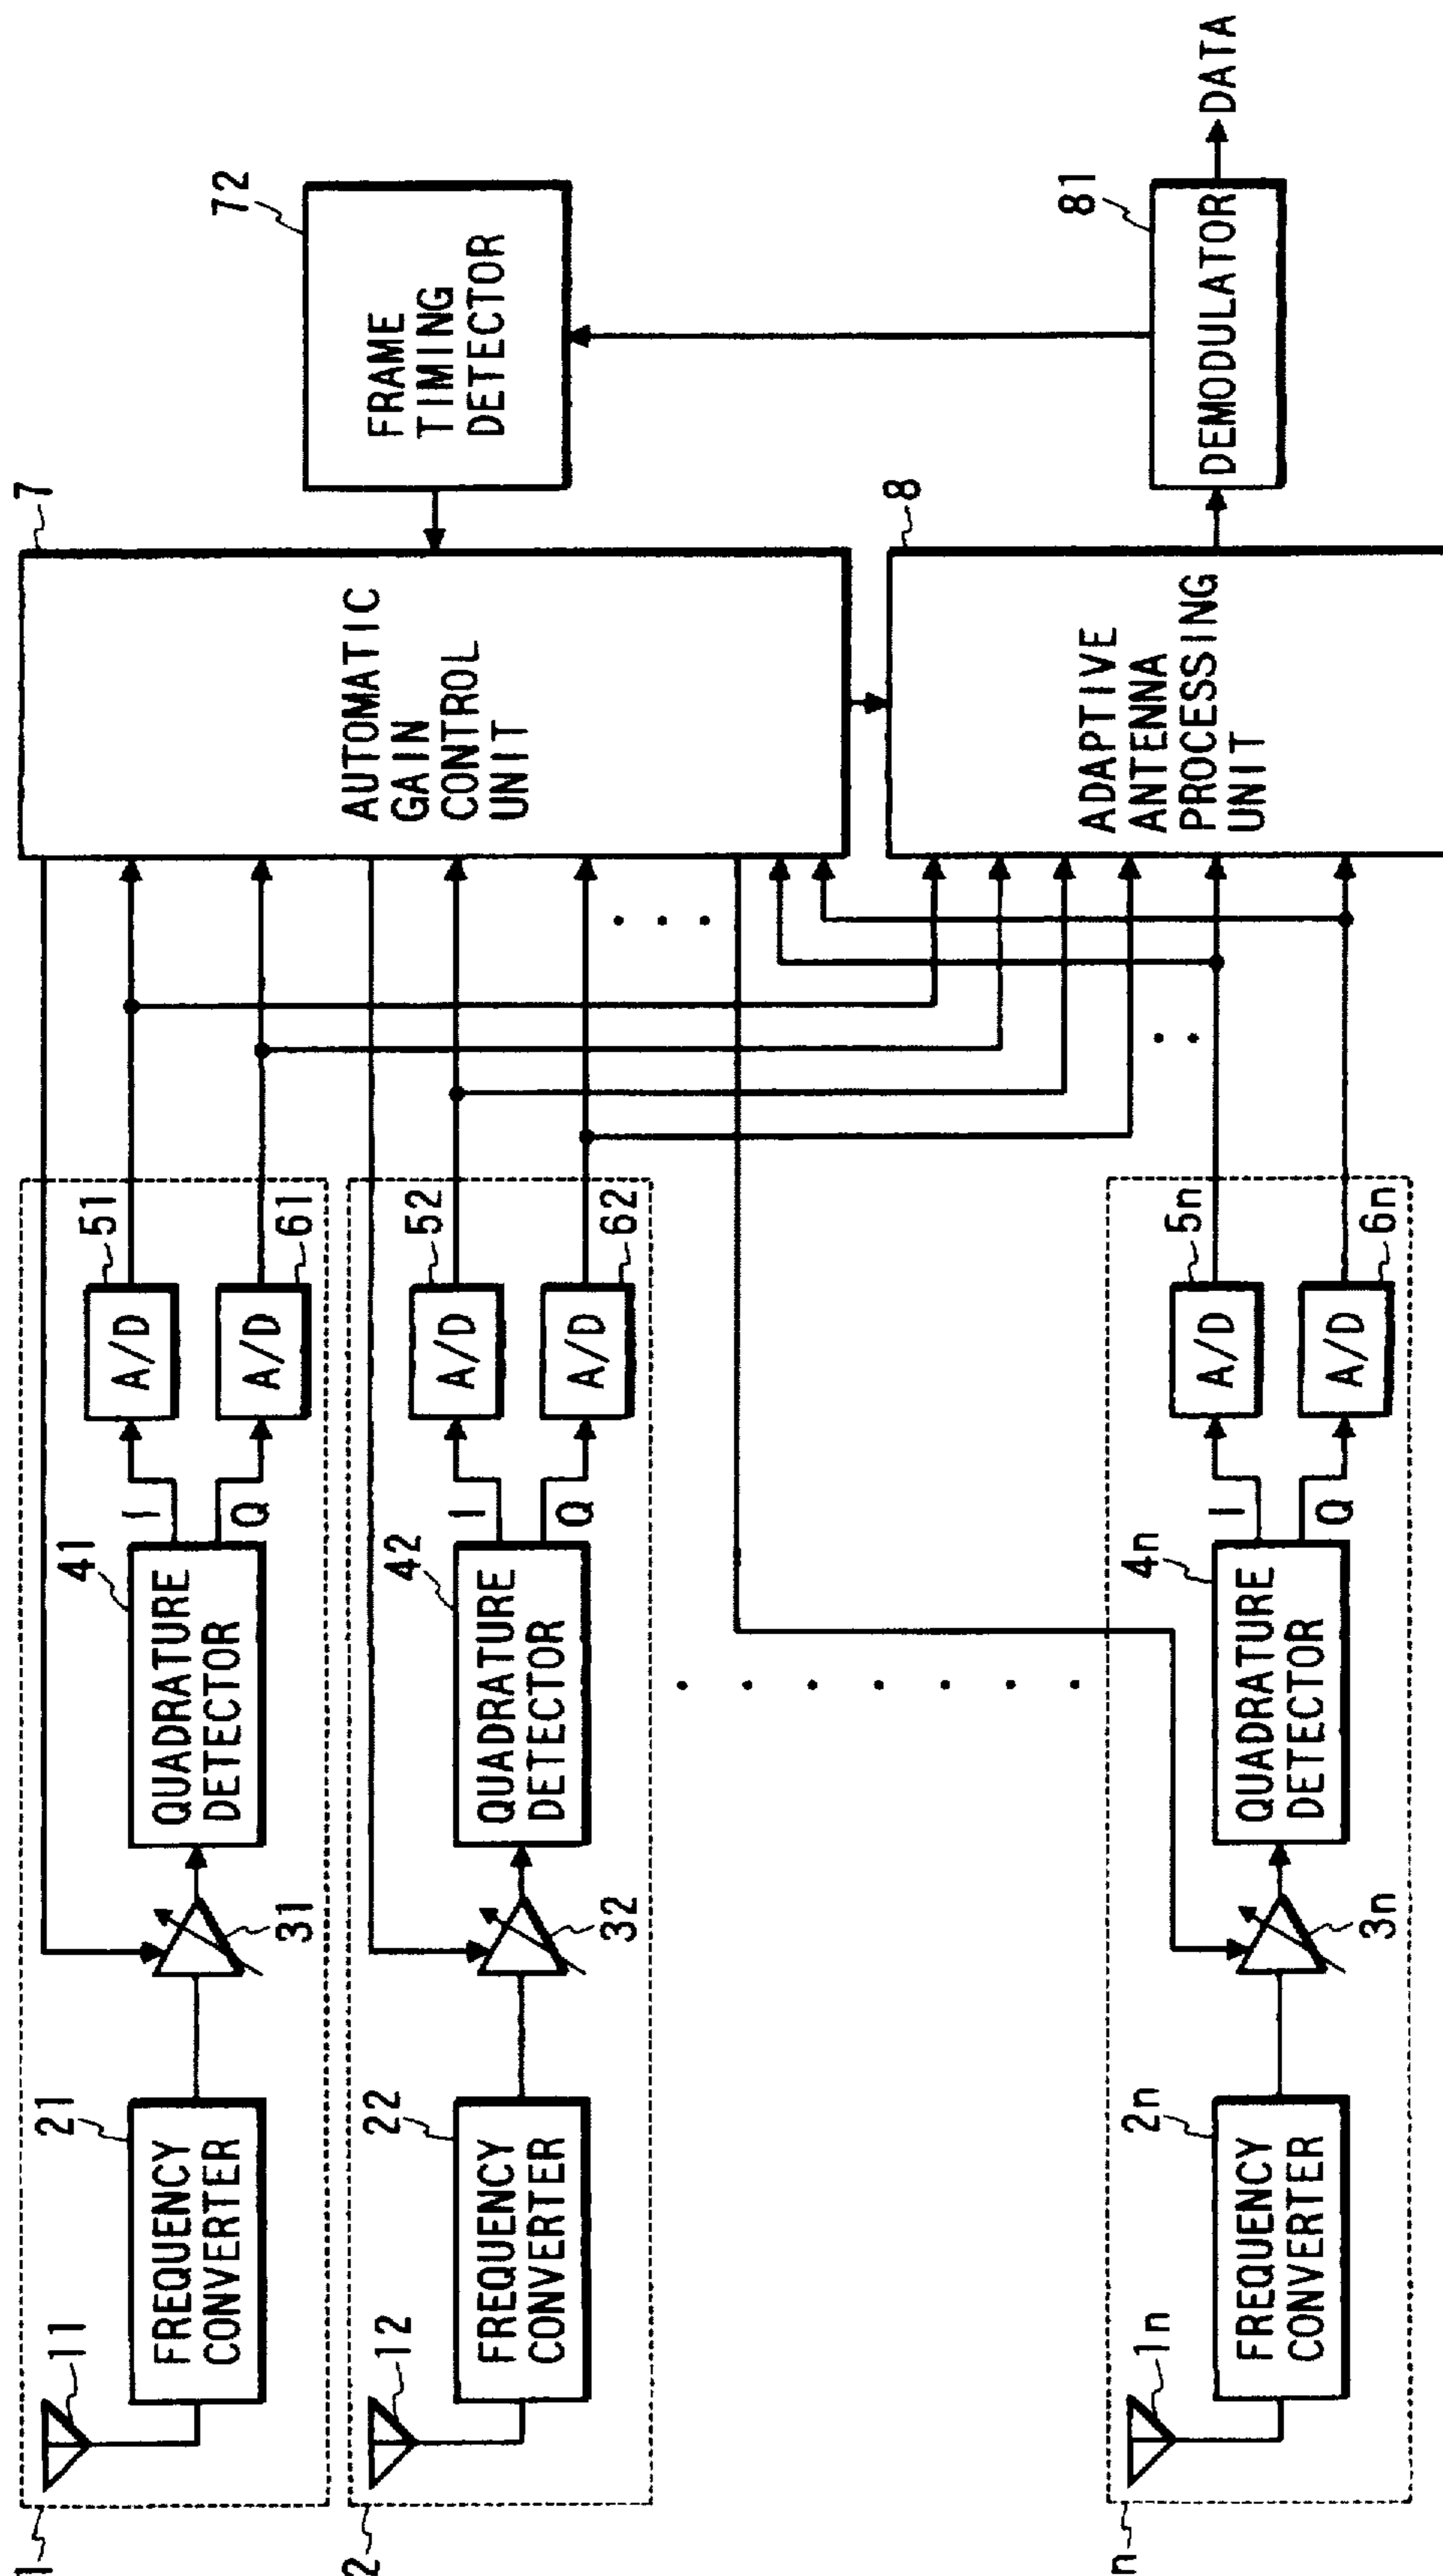 1
11
21
FREQUENCY
CONVERTER
31
41
QUADRATURE
DETECTOR
I
Q
51
A/D
61
A/D
2
12
22
FREQUENCY
CONVERTER
32
42
QUADRATURE
DETECTOR
I
Q
52
A/D
62
A/D
n
1n
2n
FREQUENCY
CONVERTER
3n
4n
QUADRATURE
DETECTOR
I
Q
5n
A/D
6n
A/D
7
AUTOMATIC
GAIN
CONTROL
UNIT
72
FRAME
TIMING
DETECTOR
8
ADAPTIVE
ANTENNA
PROCESSING
UNIT
81
DEMODULATOR
DATA